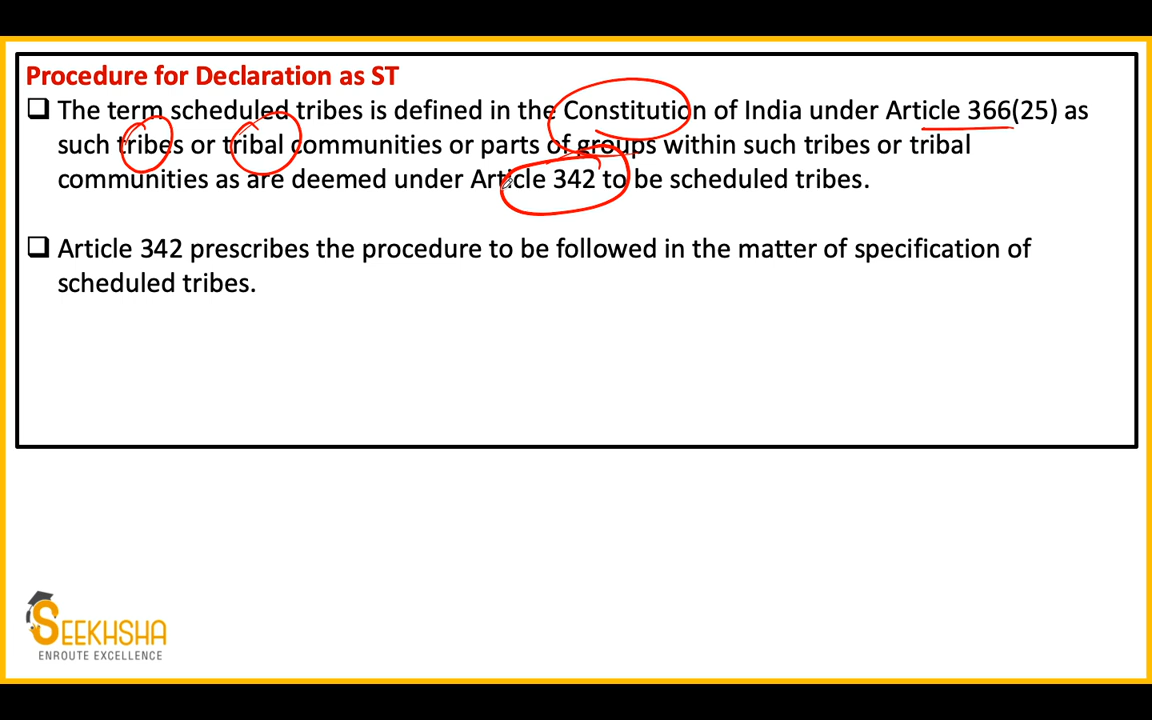 Procedure for Declaration as ST
❑ The term scheduled tribes is defined in the Constitution of India under Article 366(25) as
such tribes or tribal communities or parts of groups within such tribes or tribal
communities as are deemed under Article 342 to be scheduled tribes.
❑ Article 342 prescribes the procedure to be followed in the matter of specification of
scheduled tribes.
SEEKHSHA
ENROUTE EXCELLENCE